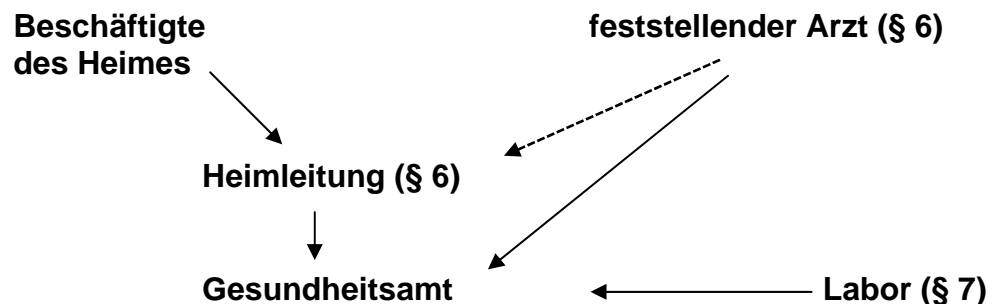 Beschäftigte
des Heimes
feststellender Arzt (§ 6)
Heimleitung (§ 6)
Gesundheitsamt
Labor (§ 7)